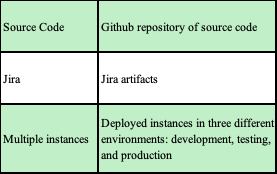 Source Code
Github repository of source code
Jira
Jira artifacts
Multiple instances
Deployed instances in three different
environments: development, testing,
and production